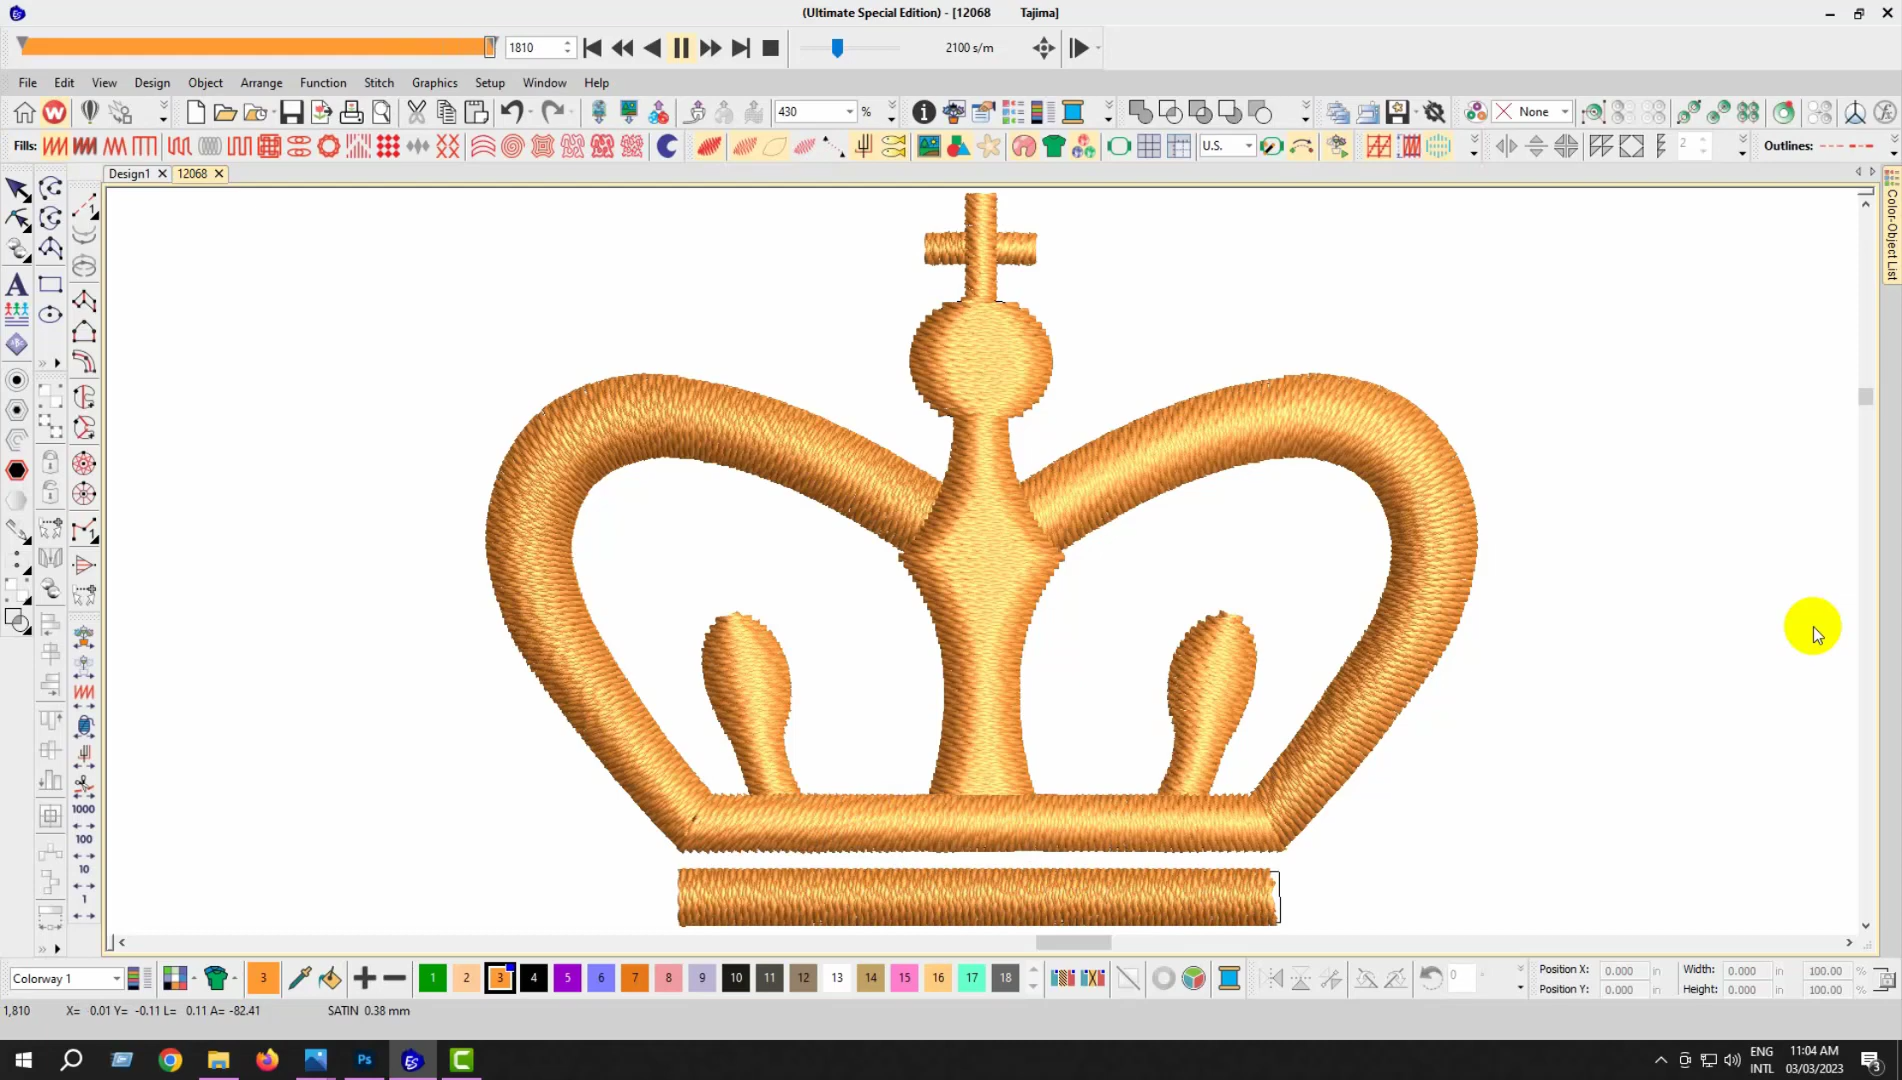 (Ultimate Special Edition) - [12068 Tajima]
1810
2100 s/m
File Edit View Design Object Arrange Function Stitch Graphics Setup Window Help
430 %
None
Fills:
U.S.
2
Outlines:
Design1 12068
Color-Object List
1000
100
10
1
Colorway 1
3
1 2 3 4 5 6 7 8 9 10 11 12 13 14 15 16 17 18
0
Position X: 0.000 in Width: 0.000 in 100.00 %
Position Y: 0.000 in Height: 0.000 in 100.00 %
1,810 X= 0.01 Y= -0.11 L= 0.11 A= -82.41 SATIN 0.38 mm
Ps
ES
ENG
INTL
11:04 AM
03/03/2023
3